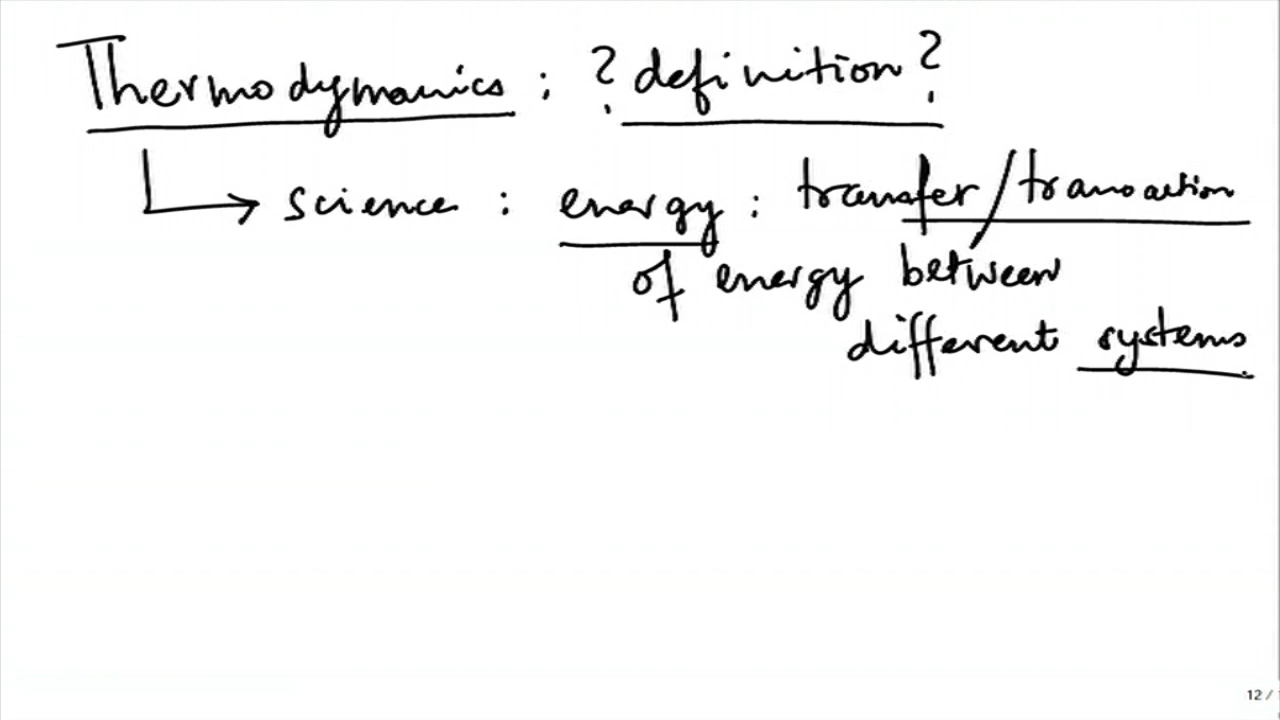 Thermodynamics : ? definition ?
→ science : energy : transfer / transaction
of energy between
different systems
12 /